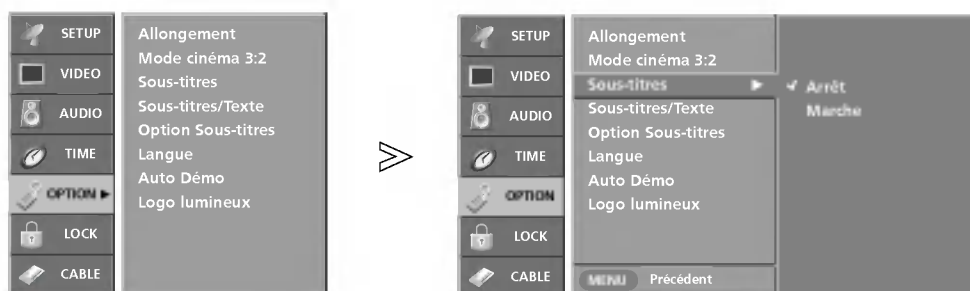 SETUP
VIDEO
AUDIO
TIME
OPTION
LOCK
CABLE
Allongement
Mode cinéma 3:2
Sous-titres
Sous-titres/Texte
Option Sous-titres
Langue
Auto Démo
Logo lumineux
SETUP
VIDEO
AUDIO
TIME
OPTION
LOCK
CABLE
Allongement
Mode cinéma 3:2
Sous-titres
Sous-titres/Texte
Option Sous-titres
Langue
Auto Démo
Logo lumineux
MENU Précédent
Arrêt
Marche